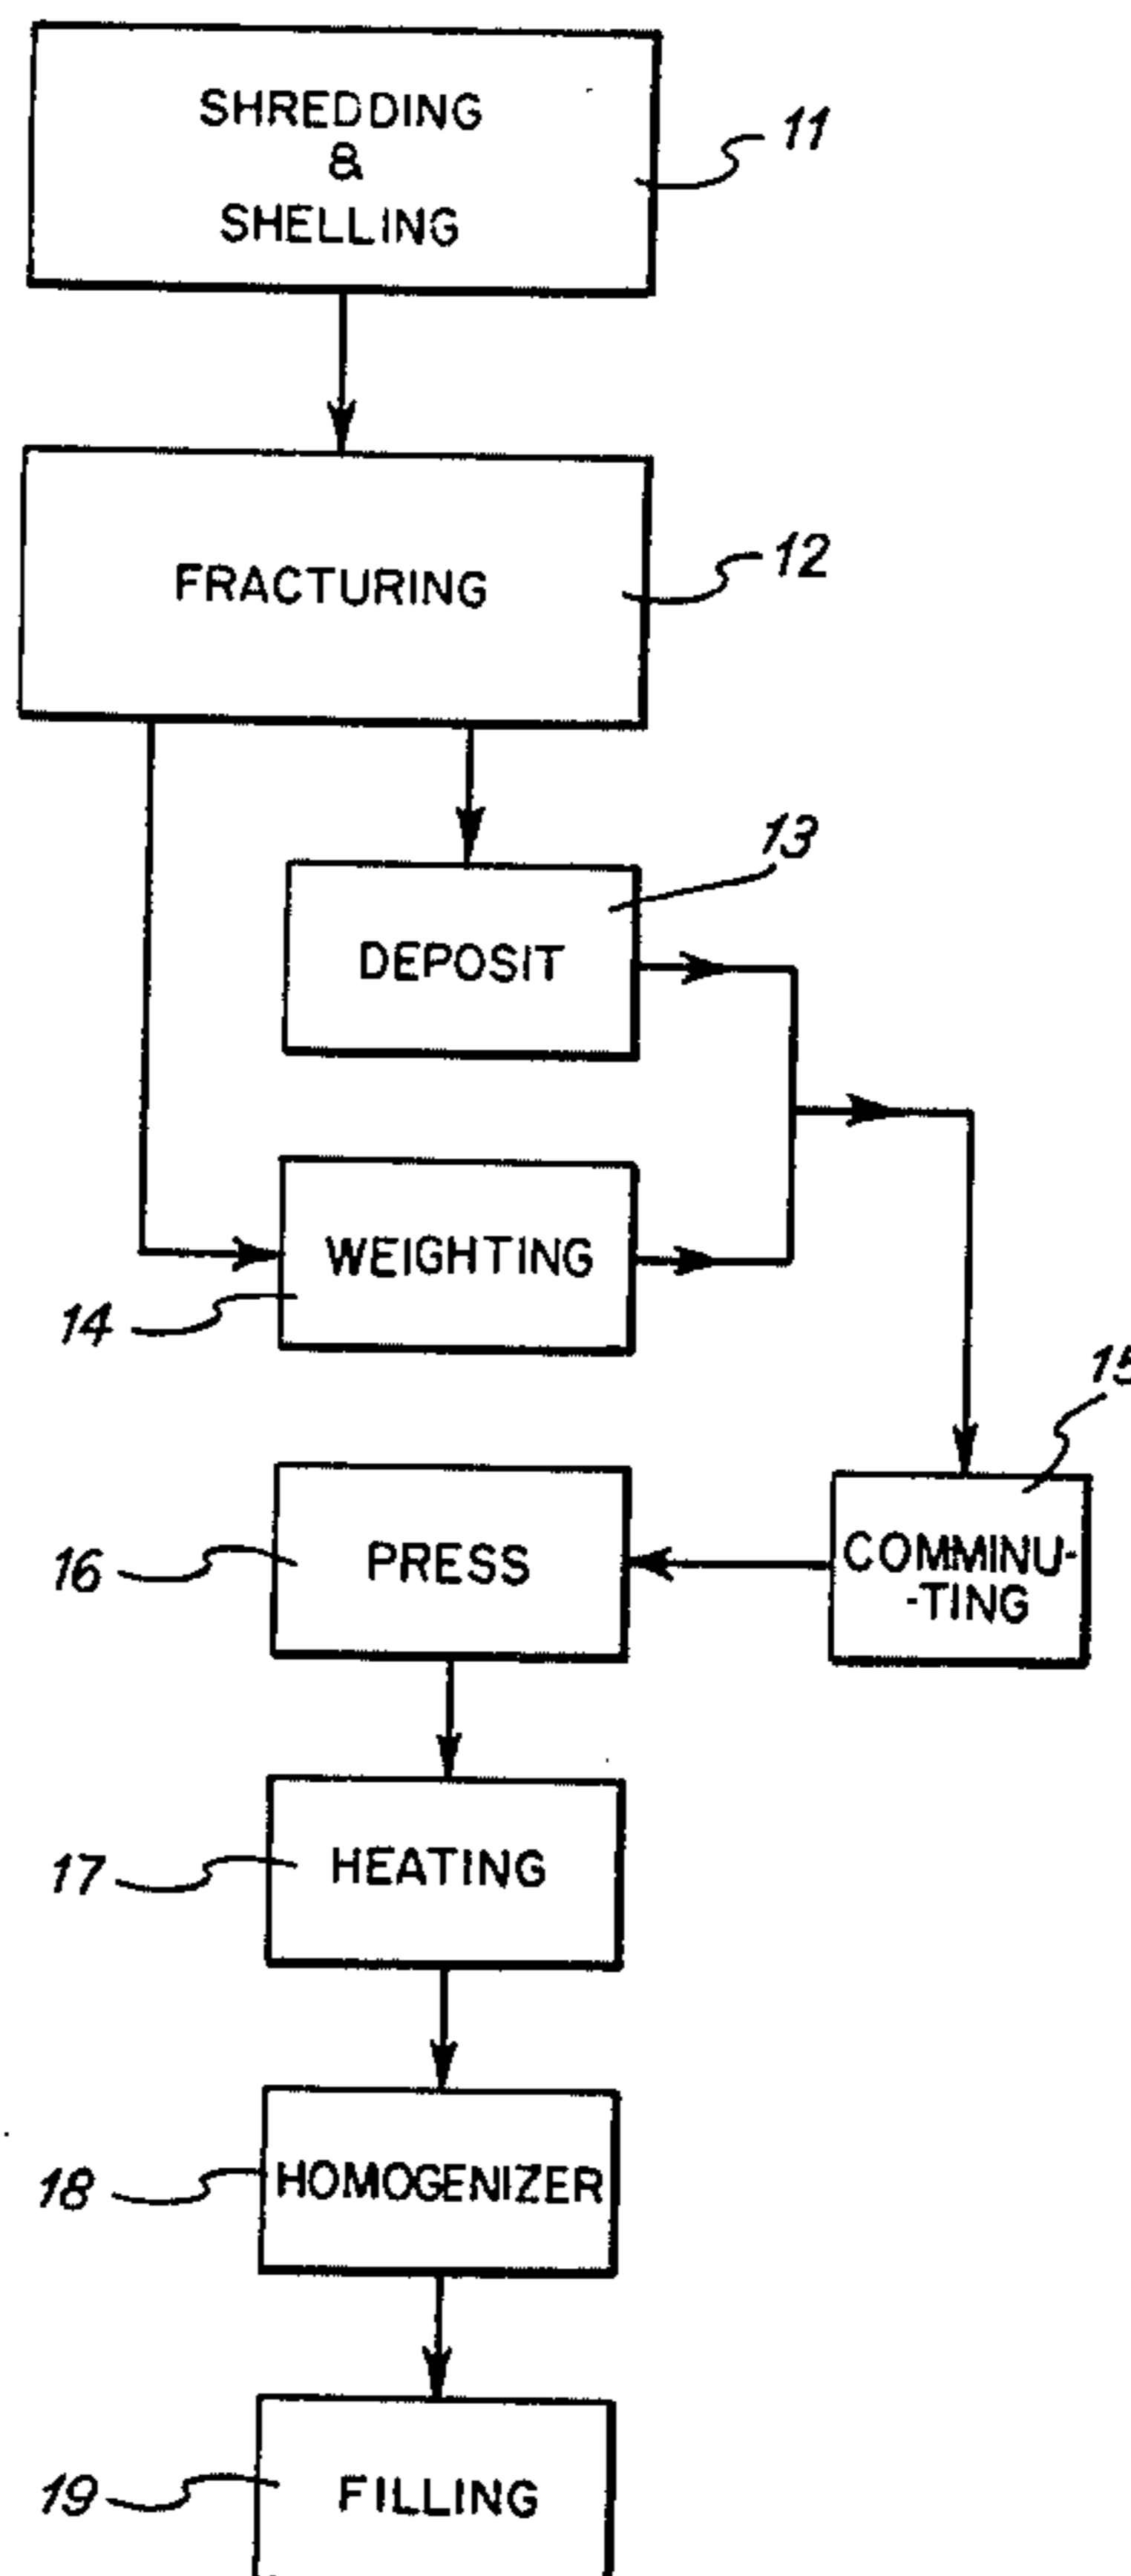 SHREDDING
&
SHELLING
11
FRACTURING
12
13
DEPOSIT
WEIGHTING
14
15
COMMINU-
-TING
PRESS
16
HEATING
17
HOMOGENIZER
18
FILLING
19